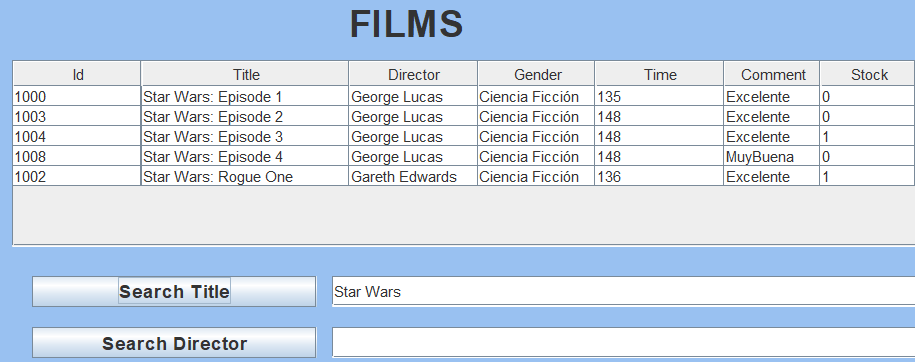 FILMS
Id Title Director Gender Time Comment Stock
1000 Star Wars: Episode 1 George Lucas Ciencia Ficción 135 Excelente 0
1003 Star Wars: Episode 2 George Lucas Ciencia Ficción 148 Excelente 0
1004 Star Wars: Episode 3 George Lucas Ciencia Ficción 148 Excelente 1
1008 Star Wars: Episode 4 George Lucas Ciencia Ficción 148 MuyBuena 0
1002 Star Wars: Rogue One Gareth Edwards Ciencia Ficción 136 Excelente 1
Search Title Star Wars
Search Director